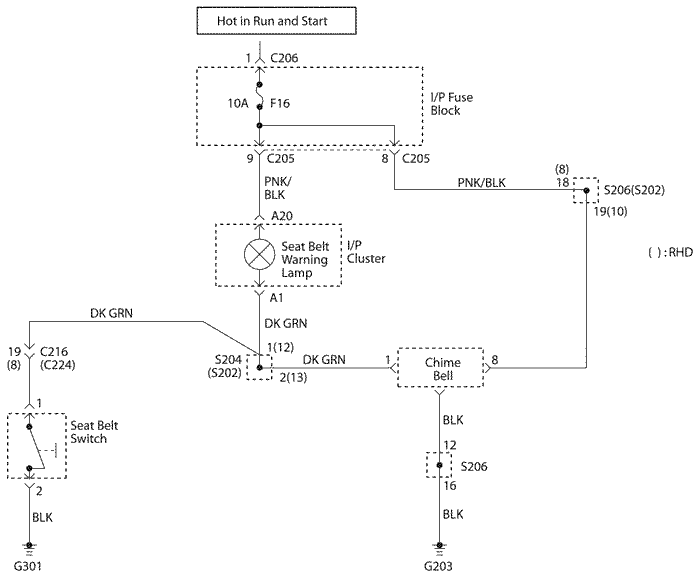 Hot in Run and Start
1 C206
10A F16
I/P Fuse
Block
9 C205
8 C205
PNK/
BLK
PNK/BLK
(8)
18
S206(S202)
19(10)
A20
Seat Belt
Warning
Lamp
I/P
Cluster
( ) : RHD
A1
DK GRN
DK GRN
1(12)
19 C216
(8) (C224)
S204
(S202)
DK GRN
2(13)
1
Chime
Bell
8
1
Seat Belt
Switch
BLK
12
S206
16
2
BLK
BLK
G301
G203